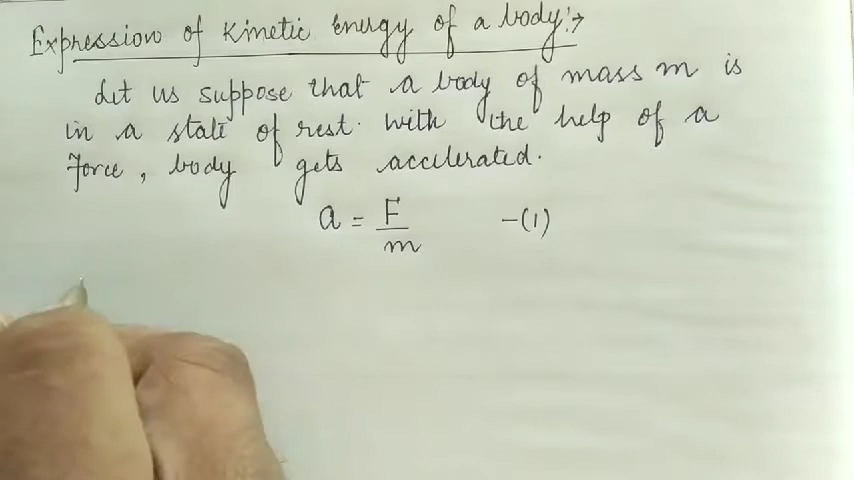 Expression of Kinetic Energy of a body:→
Let us suppose that a body of mass m is
in a state of rest. With the help of a
Force, body gets accelerated.
a = F/m -(1)